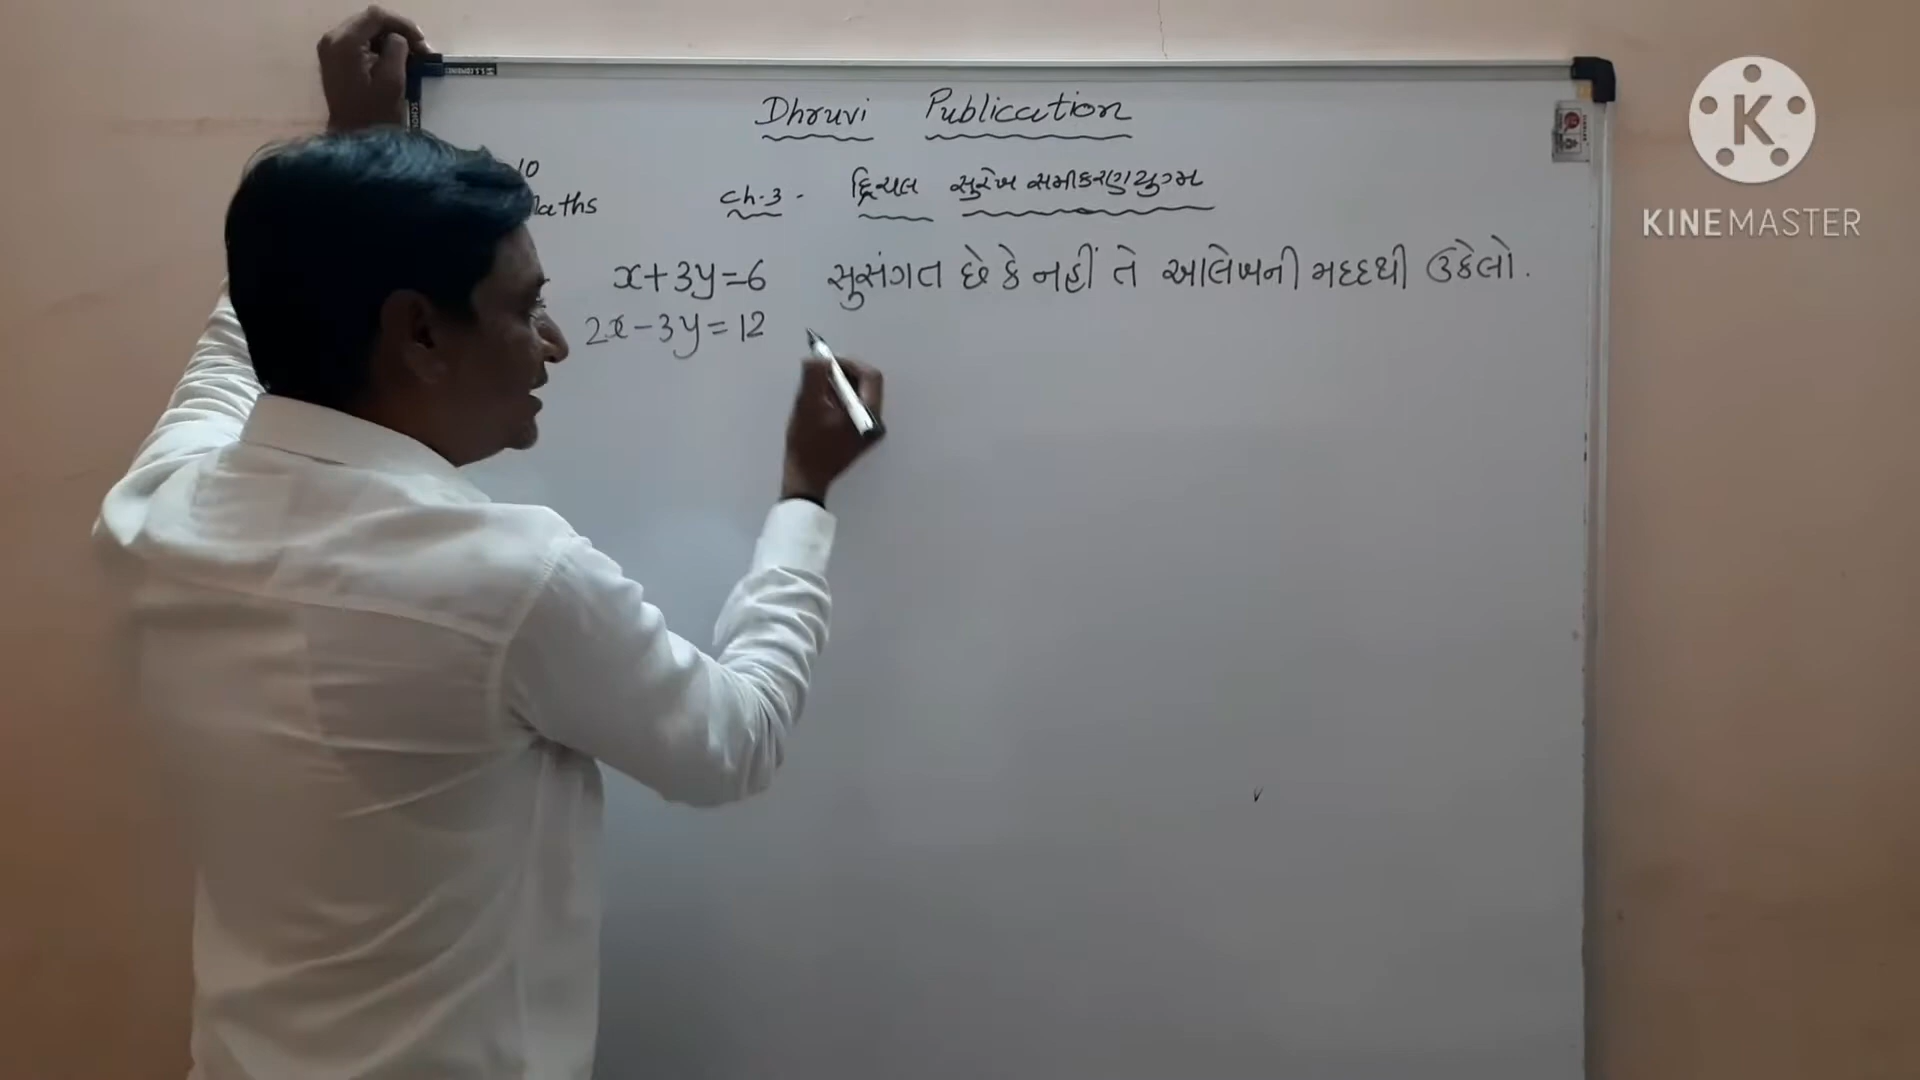 Dhruvi Publication
10
Maths
Ch.3 - દ્વિચલ સુરેખ સમીકરણયુગ્મ
x+3y=6 સુસંગત છે કે નહીં તે આલેખની મદદથી ઉકેલો.
2x-3y=12
K
KINEMASTER